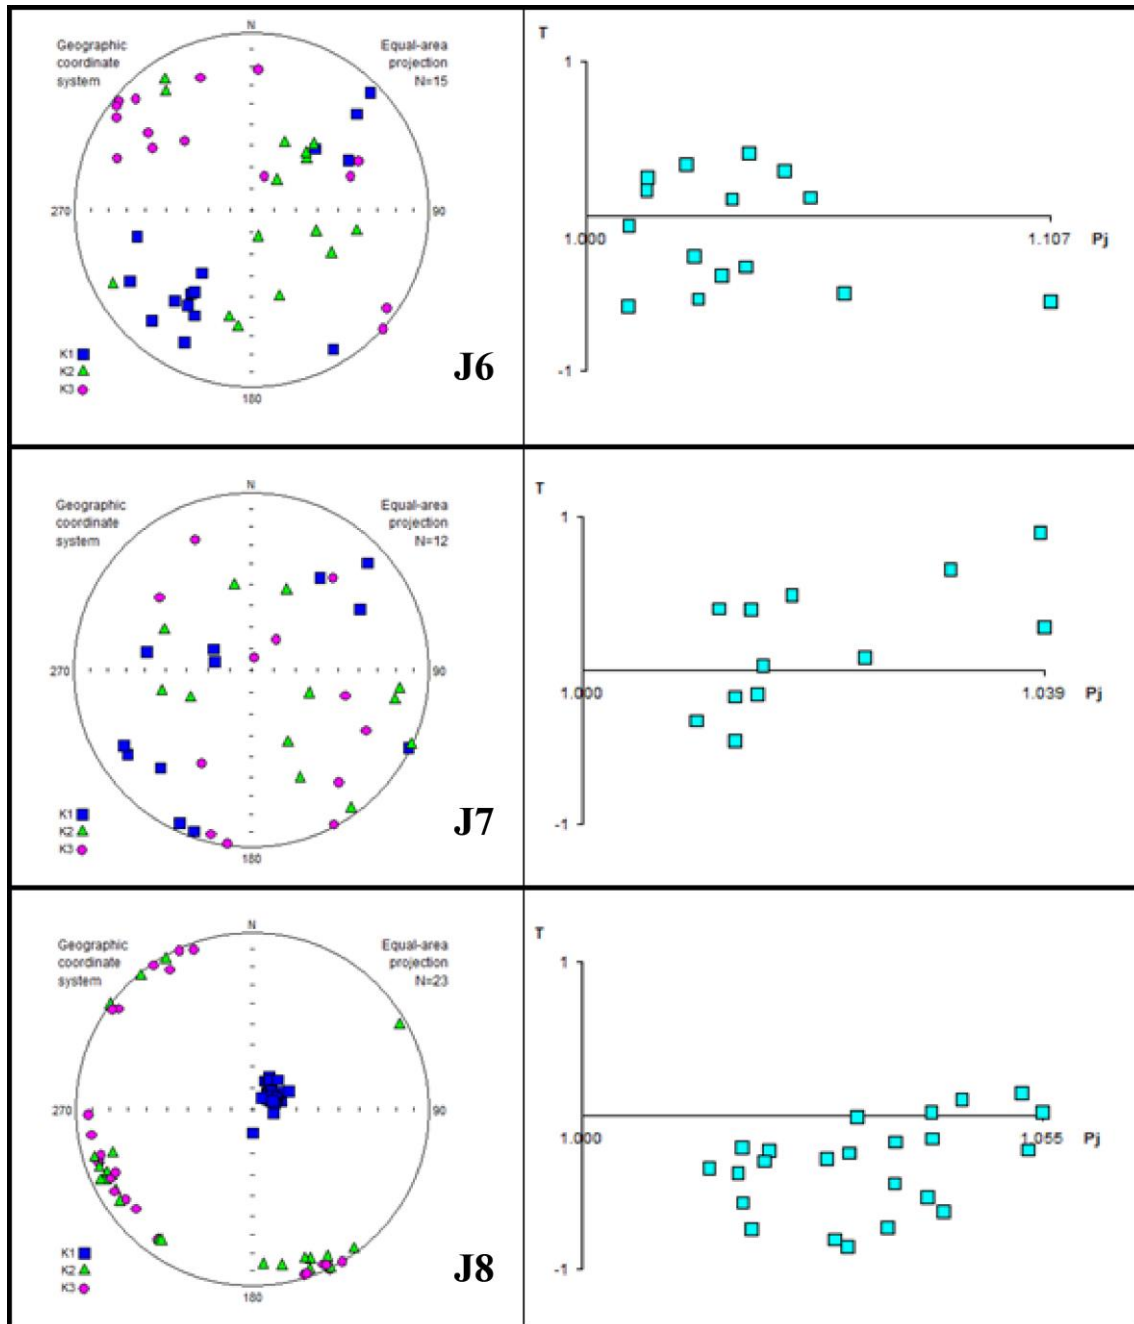 N
Geographic
coordinate
system
Equal-area
projection
N=15
270
90
180
K1
K2
K3
J6
T
1
1.000
1.107
Pj
-1
N
Geographic
coordinate
system
Equal-area
projection
N=12
270
90
180
K1
K2
K3
J7
T
1
1.000
1.039
Pj
-1
N
Geographic
coordinate
system
Equal-area
projection
N=23
270
90
180
K1
K2
K3
J8
T
1
1.000
1.055
Pj
-1